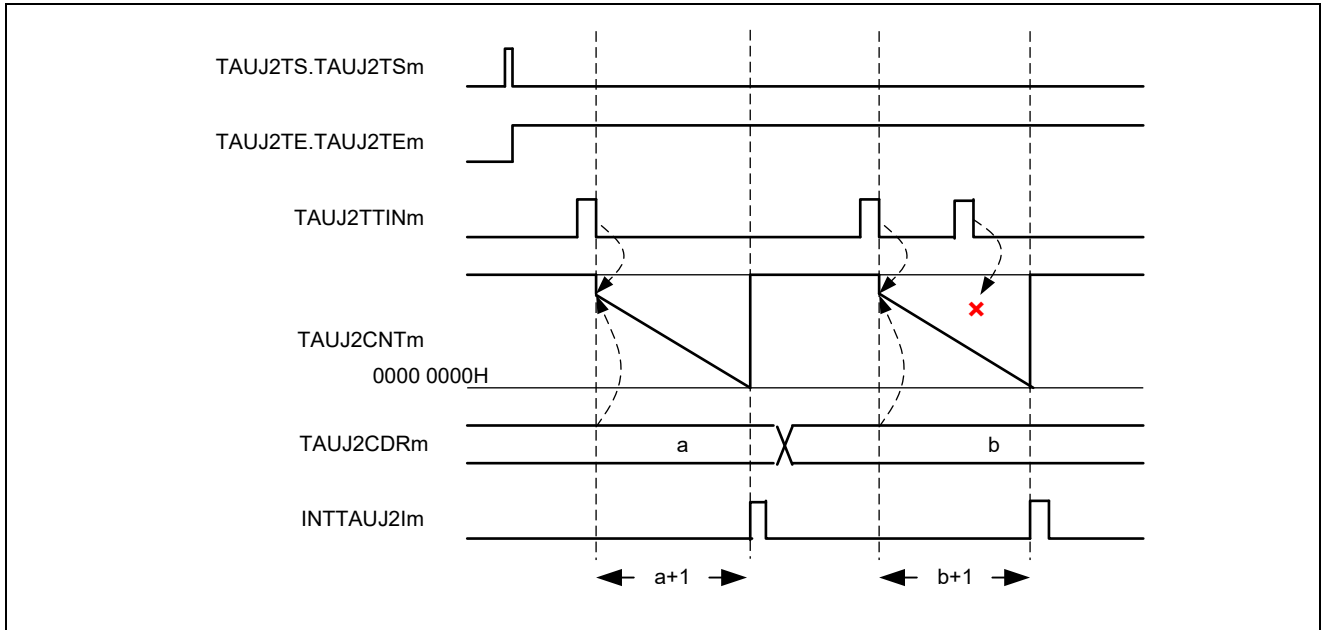 TAUJ2TS.TAUJ2TSm
TAUJ2TE.TAUJ2TEm
TAUJ2TTINm
TAUJ2CNTm
0000 0000H
TAUJ2CDRm
a
b
INTTAUJ2Im
a+1
b+1